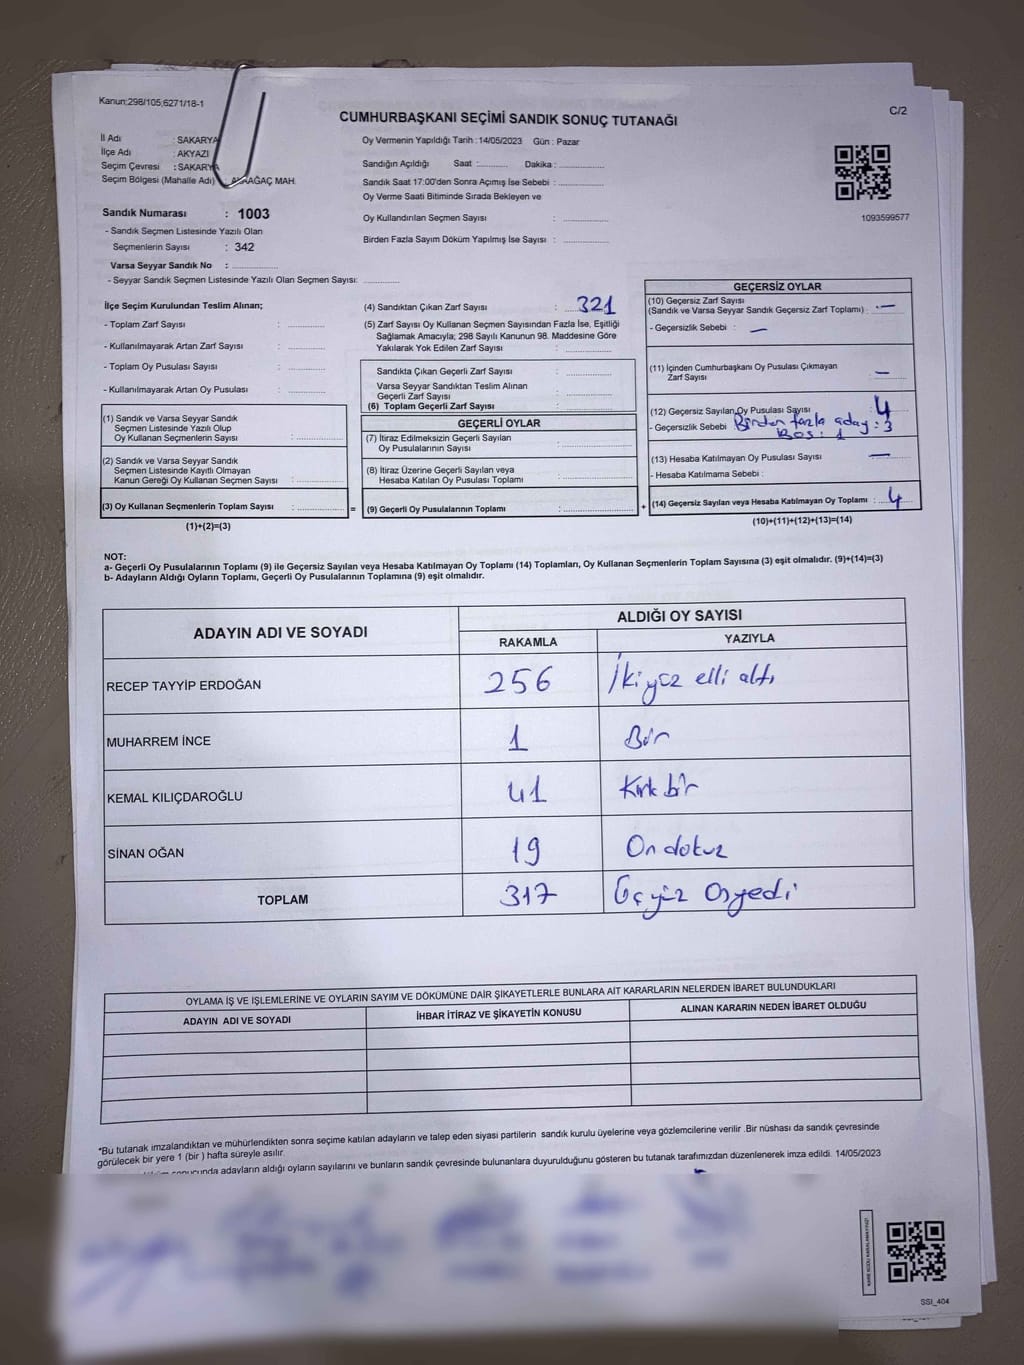 Kanun;298/105,6271/18-1
C/2
CUMHURBAŞKANI SEÇİMİ SANDIK SONUÇ TUTANAĞI
İl Adı : SAKARYA
İlçe Adı : AKYAZI
Seçim Çevresi : SAKARYA
Seçim Bölgesi (Mahalle Adı) : MAH.
Oy Vermenin Yapıldığı Tarih : 14/05/2023 Gün : Pazar
Sandığın Açıldığı Saat :........... Dakika :...............
Sandık Saat 17:00'den Sonra Açımış İse Sebebi :...............
Oy Verme Saati Bitiminde Sırada Bekleyen ve
Oy Kullandırılan Seçmen Sayısı : ...............
Birden Fazla Sayım Döküm Yapılmış İse Sayısı : ...............
1093599577
Sandık Numarası : 1003
- Sandık Seçmen Listesinde Yazılı Olan
Seçmenlerin Sayısı : 342
Varsa Seyyar Sandık No : ...............
- Seyyar Sandık Seçmen Listesinde Yazılı Olan Seçmen Sayısı: ............
İlçe Seçim Kurulundan Teslim Alınan;
- Toplam Zarf Sayısı : ............
- Kullanılmayarak Artan Zarf Sayısı : ............
- Toplam Oy Pusulası Sayısı : ............
- Kullanılmayarak Artan Oy Pusulası : ............
(1) Sandık ve Varsa Seyyar Sandık
Seçmen Listesinde Yazılı Olup
Oy Kullanan Seçmenlerin Sayısı : ...............
(2) Sandık ve Varsa Seyyar Sandık
Seçmen Listesinde Kayıtlı Olmayan
Kanun Gereği Oy Kullanan Seçmen Sayısı : ...............
(3) Oy Kullanan Seçmenlerin Toplam Sayısı : ...............
(1)+(2)=(3)
(4) Sandıktan Çıkan Zarf Sayısı : 321
(5) Zarf Sayısı Oy Kullanan Seçmen Sayısından Fazla İse, Eşitliği
Sağlamak Amacıyla; 298 Sayılı Kanunun 98. Maddesine Göre
Yakılarak Yok Edilen Zarf Sayısı : ...............
Sandıkta Çıkan Geçerli Zarf Sayısı : ...............
Varsa Seyyar Sandıktan Teslim Alınan
Geçerli Zarf Sayısı : ...............
(6) Toplam Geçerli Zarf Sayısı : ...............
GEÇERLİ OYLAR
(7) İtiraz Edilmeksizin Geçerli Sayılan
Oy Pusulalarının Sayısı : ...............
(8) İtiraz Üzerine Geçerli Sayılan veya
Hesaba Katılan Oy Pusulası Toplamı : ...............
= (9) Geçerli Oy Pusulalarının Toplamı : ...............
GEÇERSİZ OYLAR
(10) Geçersiz Zarf Sayısı
(Sandık ve Varsa Seyyar Sandık Geçersiz Zarf Toplamı) : —
- Geçersizlik Sebebi : —
(11) İçinden Cumhurbaşkanı Oy Pusulası Çıkmayan
Zarf Sayısı : —
(12) Geçersiz Sayılan Oy Pusulası Sayısı : 4
- Geçersizlik Sebebi Birden fazla aday : 3
Boş : 1
(13) Hesaba Katılmayan Oy Pusulası Sayısı : —
- Hesaba Katılmama Sebebi :
+ (14) Geçersiz Sayılan veya Hesaba Katılmayan Oy Toplamı : 4
(10)+(11)+(12)+(13)=(14)
NOT:
a- Geçerli Oy Pusulalarının Toplamı (9) ile Geçersiz Sayılan veya Hesaba Katılmayan Oy Toplamı (14) Toplamları, Oy Kullanan Seçmenlerin Toplam Sayısına (3) eşit olmalıdır. (9)+(14)=(3)
b- Adayların Aldığı Oyların Toplamı, Geçerli Oy Pusulalarının Toplamına (9) eşit olmalıdır.
ADAYIN ADI VE SOYADI
ALDIĞI OY SAYISI
RAKAMLA YAZIYLA
RECEP TAYYİP ERDOĞAN 256 İkiyüz elli altı
MUHARREM İNCE 1 Bir
KEMAL KILIÇDAROĞLU 41 Kırk bir
SİNAN OĞAN 19 On dokuz
TOPLAM 317 Üçyüz Onyedi
OYLAMA İŞ VE İŞLEMLERİNE VE OYLARIN SAYIM VE DÖKÜMÜNE DAİR ŞİKAYETLERLE BUNLARA AİT KARARLARIN NELERDEN İBARET BULUNDUKLARI
ADAYIN ADI VE SOYADI İHBAR İTİRAZ VE ŞİKAYETİN KONUSU ALINAN KARARIN NEDEN İBARET OLDUĞU
*Bu tutanak imzalandıktan ve mühürlendikten sonra seçime katılan adayların ve talep eden siyasi partilerin sandık kurulu üyelerine veya gözlemcilerine verilir .Bir nüshası da sandık çevresinde
görülecek bir yere 1 (bir ) hafta süreyle asılır.
sonucunda adayların aldığı oyların sayılarını ve bunların sandık çevresinde bulunanlara duyurulduğunu gösteren bu tutanak tarafımızdan düzenlenerek imza edildi. 14/05/2023
SSI_404